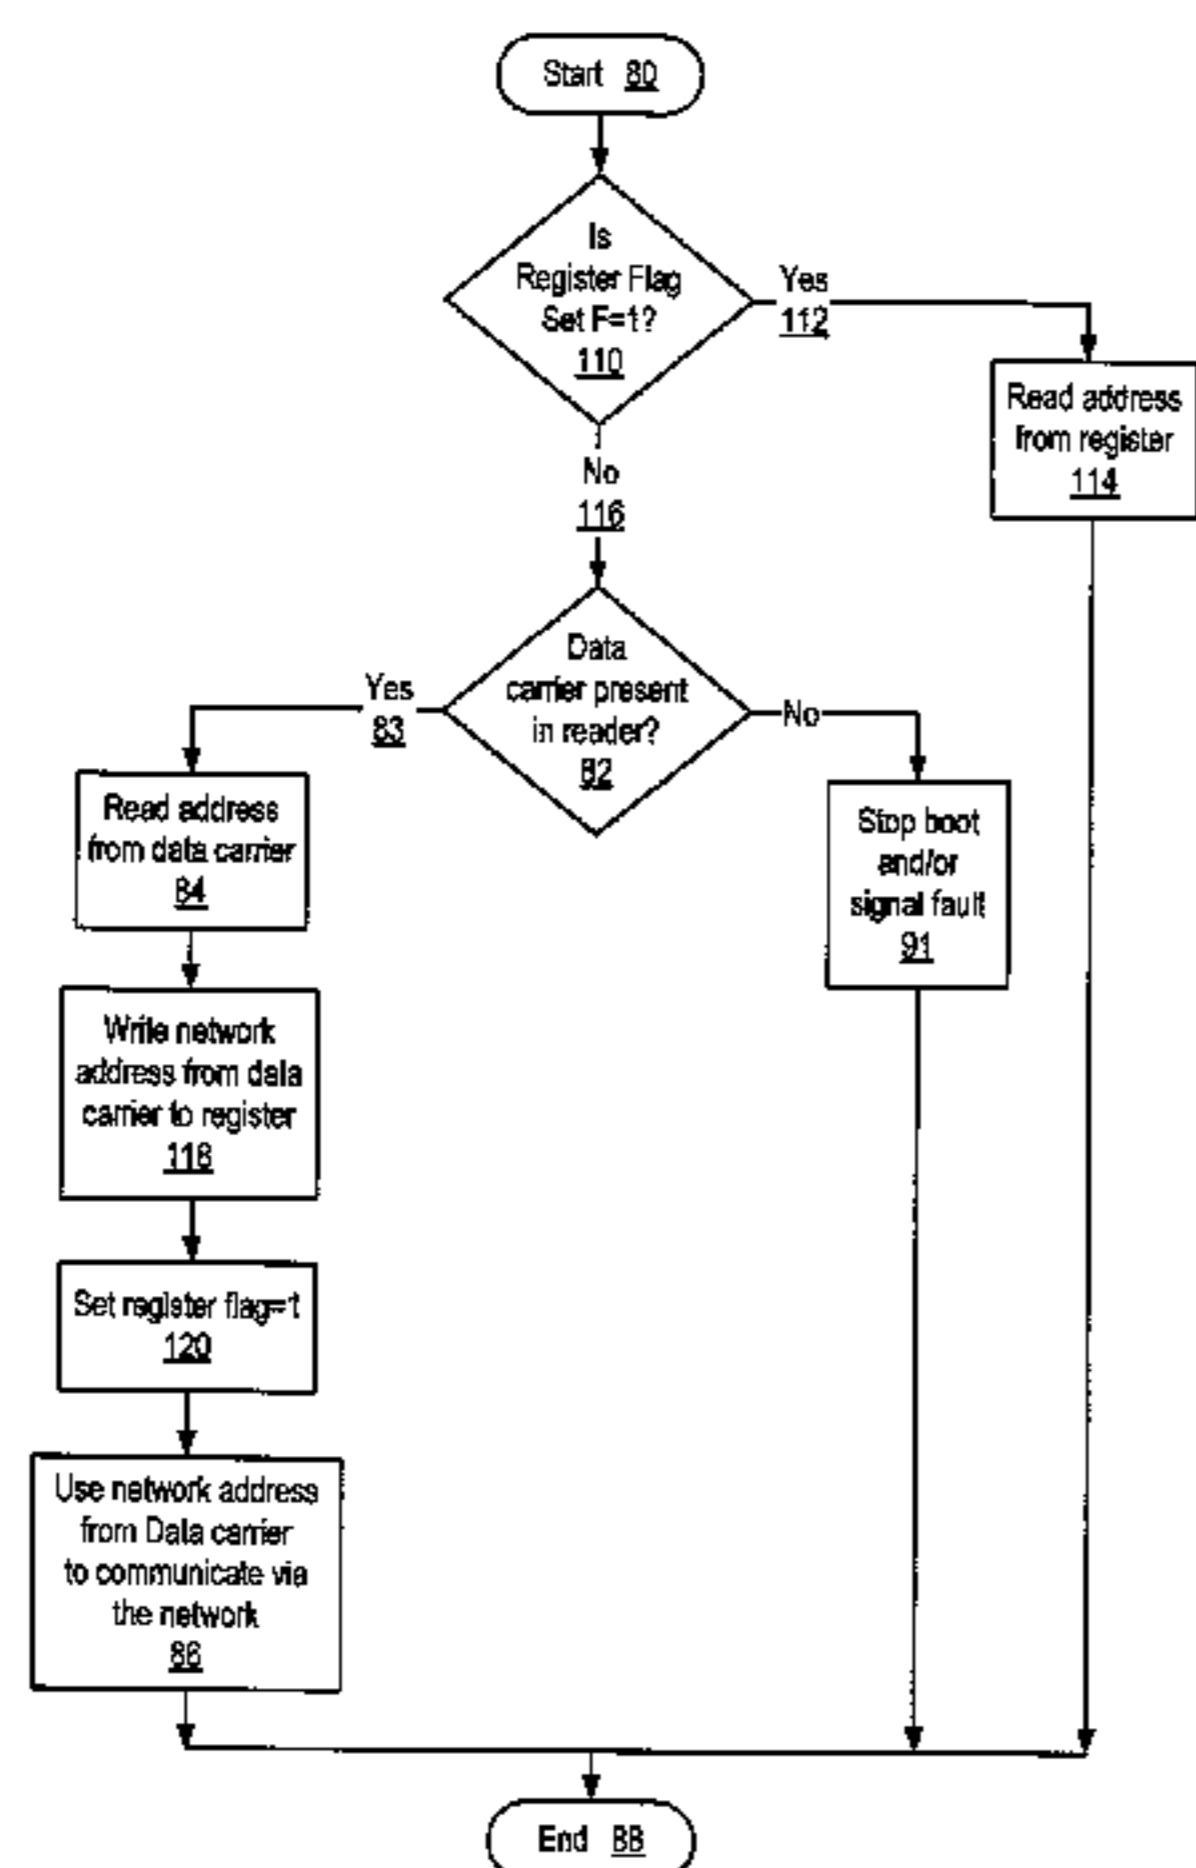 Start 80
Is
Register Flag
Set F=1?
110
Yes
112
Read address
from register
114
No
116
Data
carrier present
in reader?
82
Yes
83
No
Read address
from data carrier
84
Stop boot
and/or
signal fault
91
Write network
address from data
carrier to register
118
Set register flag=1
120
Use network address
from Data carrier
to communicate via
the network
86
End 88